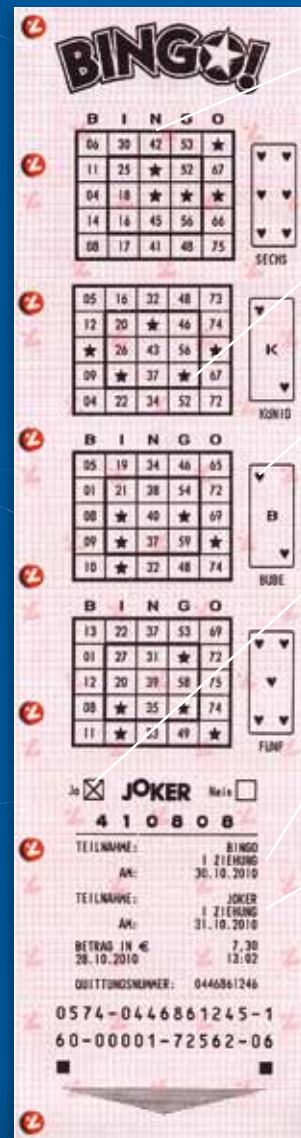 BINGO!
B I N G O
06 30 42 53 ★
11 25 ★ 52 67
04 18 ★ ★ ★
14 16 45 56 66
08 17 41 48 75
SECHS
05 16 32 48 73
12 20 ★ 46 74
★ 26 43 56 ★
09 ★ 37 ★ 67
04 22 34 52 72
K
KÖNIG
B I N G O
05 19 34 46 65
01 21 38 54 72
08 ★ 40 ★ 69
09 ★ 37 59 ★
10 ★ 32 48 74
B
BUBE
B I N G O
13 22 37 53 69
01 27 31 ★ 72
12 20 39 58 75
08 ★ 35 ★ 74
11 ★ 33 49 ★
FÜNF
Ja JOKER Nein
4 1 0 8 0 8
TEILNAHME: BINGO
1 ZIEHUNG
AM: 30.10.2010
TEILNAHME: JOKER
1 ZIEHUNG
AM: 31.10.2010
BETRAG IN € 7,30
28.10.2010 13:02
QUITTUNGSNUMMER: 0446861246
0574-0446861245-1
60-00001-72562-06